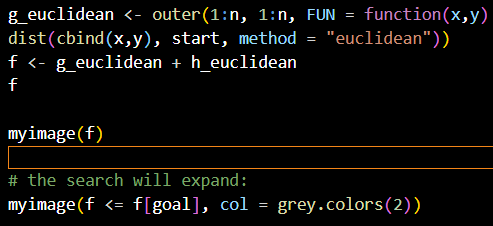 g_euclidean <- outer(1:n, 1:n, FUN = function(x,y)
dist(cbind(x,y), start, method = "euclidean"))
f <- g_euclidean + h_euclidean
f
myimage(f)
# the search will expand:
myimage(f <= f[goal], col = grey.colors(2))